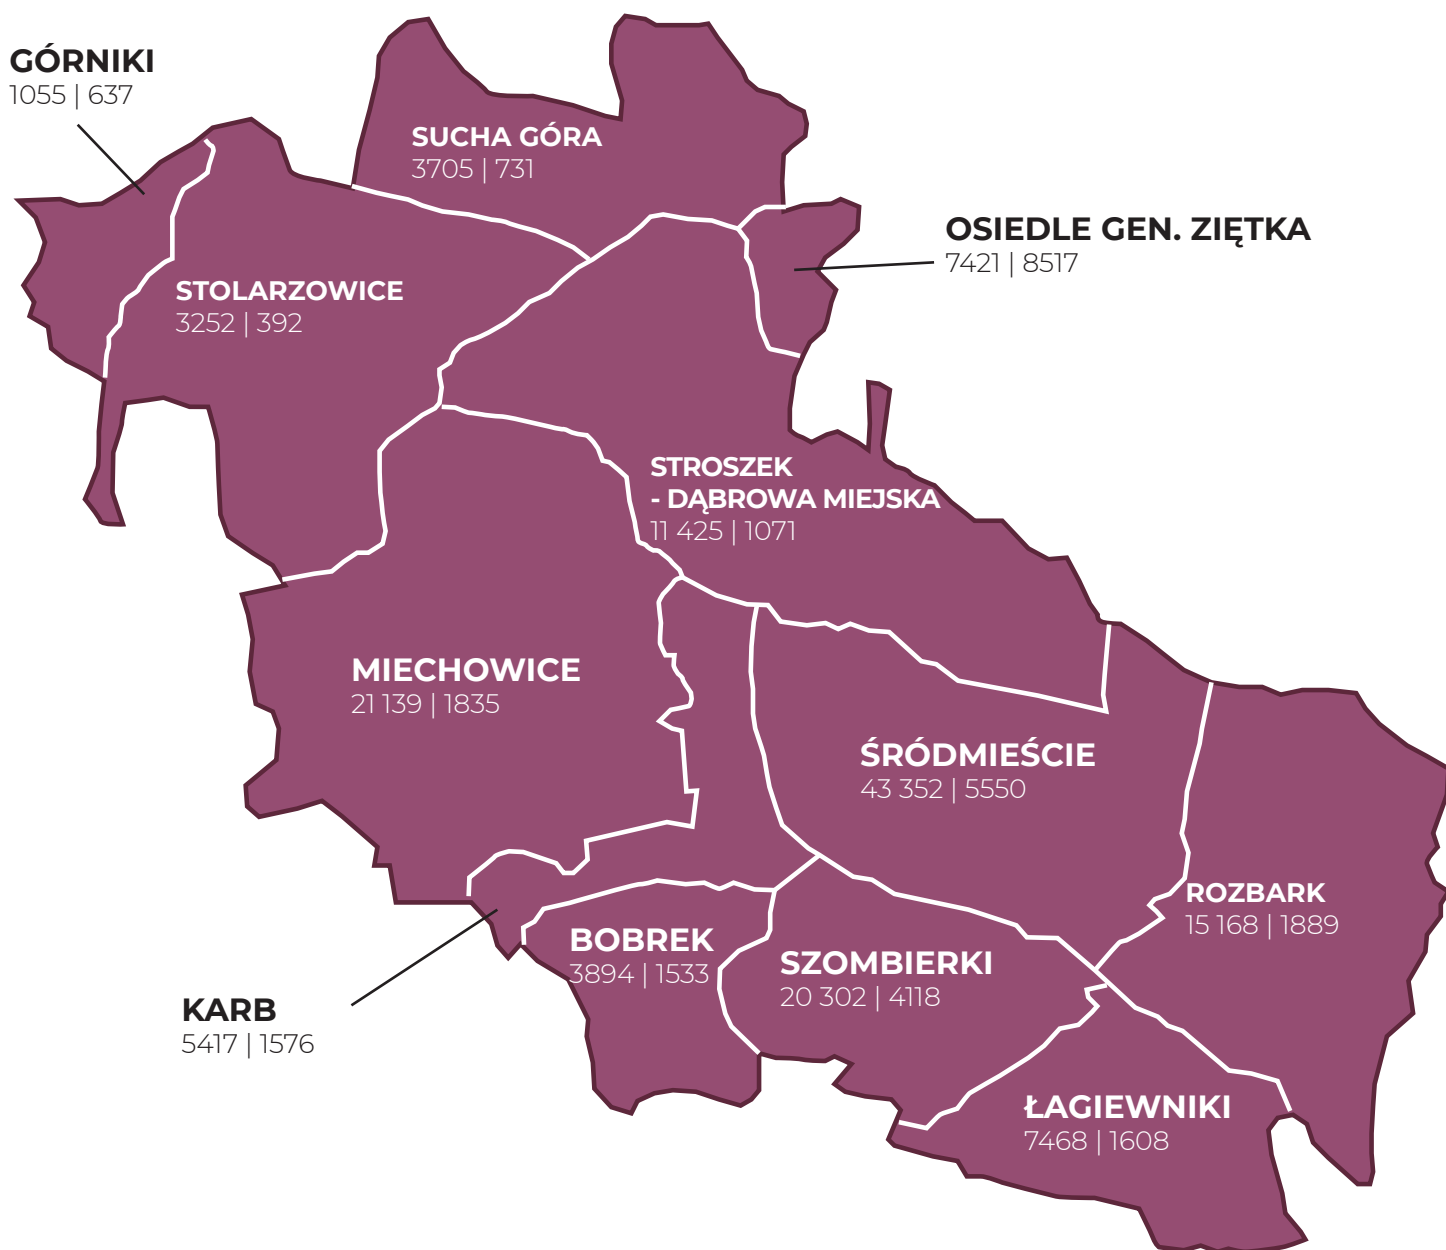 GÓRNIKI
1055 | 637
SUCHA GÓRA
3705 | 731
OSIEDLE GEN. ZIĘTKA
7421 | 8517
STOLARZOWICE
3252 | 392
STROSZEK
- DĄBROWA MIEJSKA
11 425 | 1071
MIECHOWICE
21 139 | 1835
ŚRÓDMIEŚCIE
43 352 | 5550
ROZBARK
15 168 | 1889
BOBREK
3894 | 1533
SZOMBIERKI
20 302 | 4118
KARB
5417 | 1576
ŁAGIEWNIKI
7468 | 1608